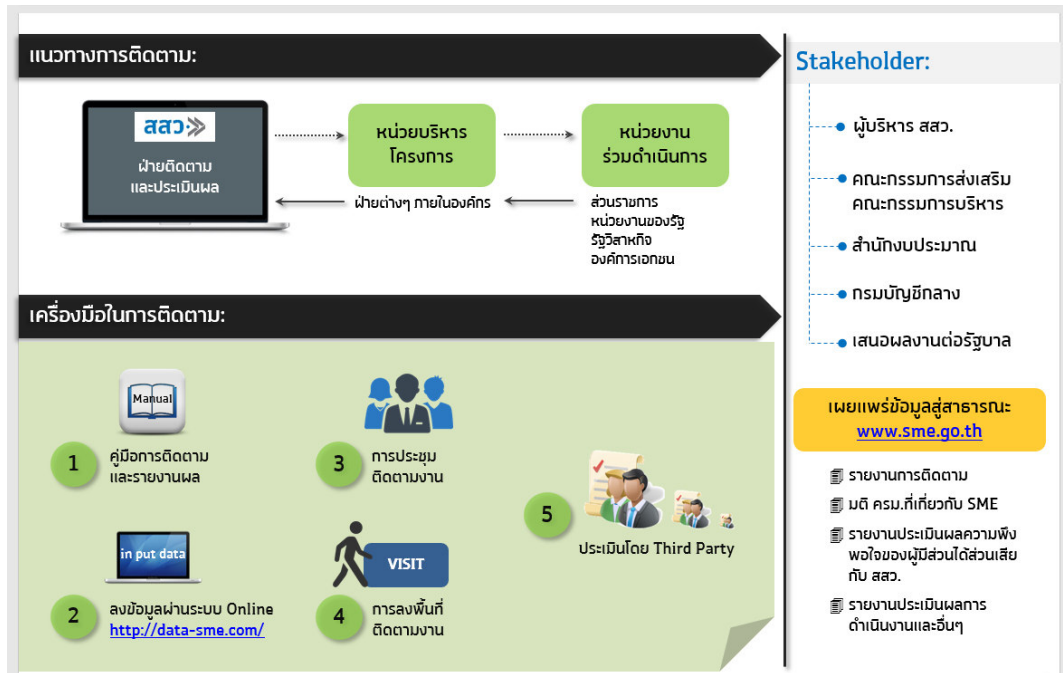 แนวทางการติดตาม:
สสว
ฝ่ายติดตาม
และประเมินผล
หน่วยบริหาร
โครงการ
หน่วยงาน
ร่วมดำเนินการ
ฝ่ายต่างๆ ภายในองค์กร
ส่วนราชการ
หน่วยงานของรัฐ
รัฐวิสาหกิจ
องค์การเอกชน
เครื่องมือในการติดตาม:
Manual
1
คู่มือการติดตาม
และรายงานผล
in put data
2
ลงข้อมูลผ่านระบบ Online
http://data-sme.com/
3
การประชุม
ติดตามงาน
VISIT
4
การลงพื้นที่
ติดตามงาน
5
ประเมินโดย Third Party
Stakeholder:
ผู้บริหาร สสว.
คณะกรรมการส่งเสริม
คณะกรรมการบริหาร
สำนักงบประมาณ
กรมบัญชีกลาง
เสนอผลงานต่อรัฐบาล
เผยแพร่ข้อมูลสู่สาธารณะ
www.sme.go.th
รายงานการติดตาม
มติ ครม.ที่เกี่ยวกับ SME
รายงานประเมินผลความพึง
พอใจของผู้มีส่วนได้ส่วนเสีย
กับ สสว.
รายงานประเมินผลการ
ดำเนินงานและอื่นๆ